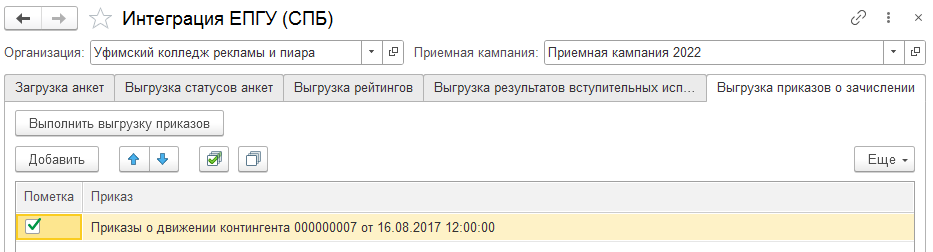 Интеграция ЕПГУ (СПБ)
Организация: Уфимский колледж рекламы и пиара Приемная кампания: Приемная кампания 2022
Загрузка анкет Выгрузка статусов анкет Выгрузка рейтингов Выгрузка результатов вступительных исп... Выгрузка приказов о зачислении
Выполнить выгрузку приказов
Добавить Еще
Пометка Приказ
Приказы о движении контингента 000000007 от 16.08.2017 12:00:00